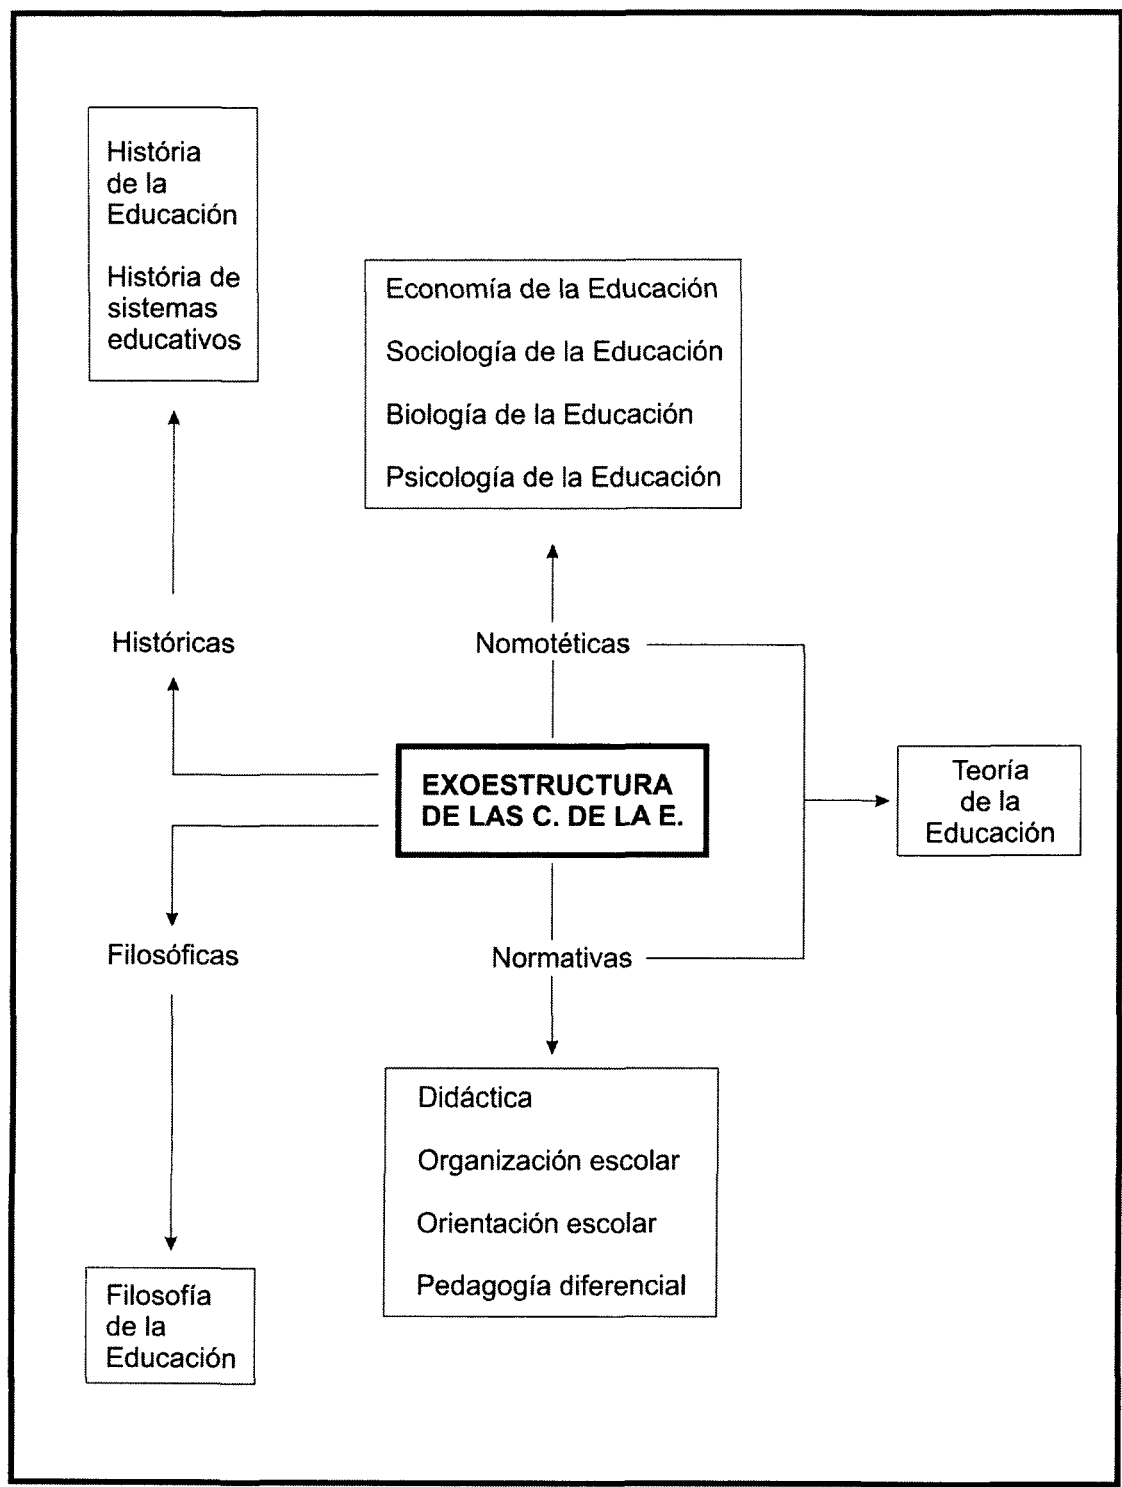 História
de la
Educación
História de
sistemas
educativos
Economía de la Educación
Sociología de la Educación
Biología de la Educación
Psicología de la Educación
Históricas
Nomotéticas
EXOESTRUCTURA
DE LAS C. DE LA E.
Teoría
de la
Educación
Filosóficas
Normativas
Didáctica
Organización escolar
Orientación escolar
Pedagogía diferencial
Filosofía
de la
Educación